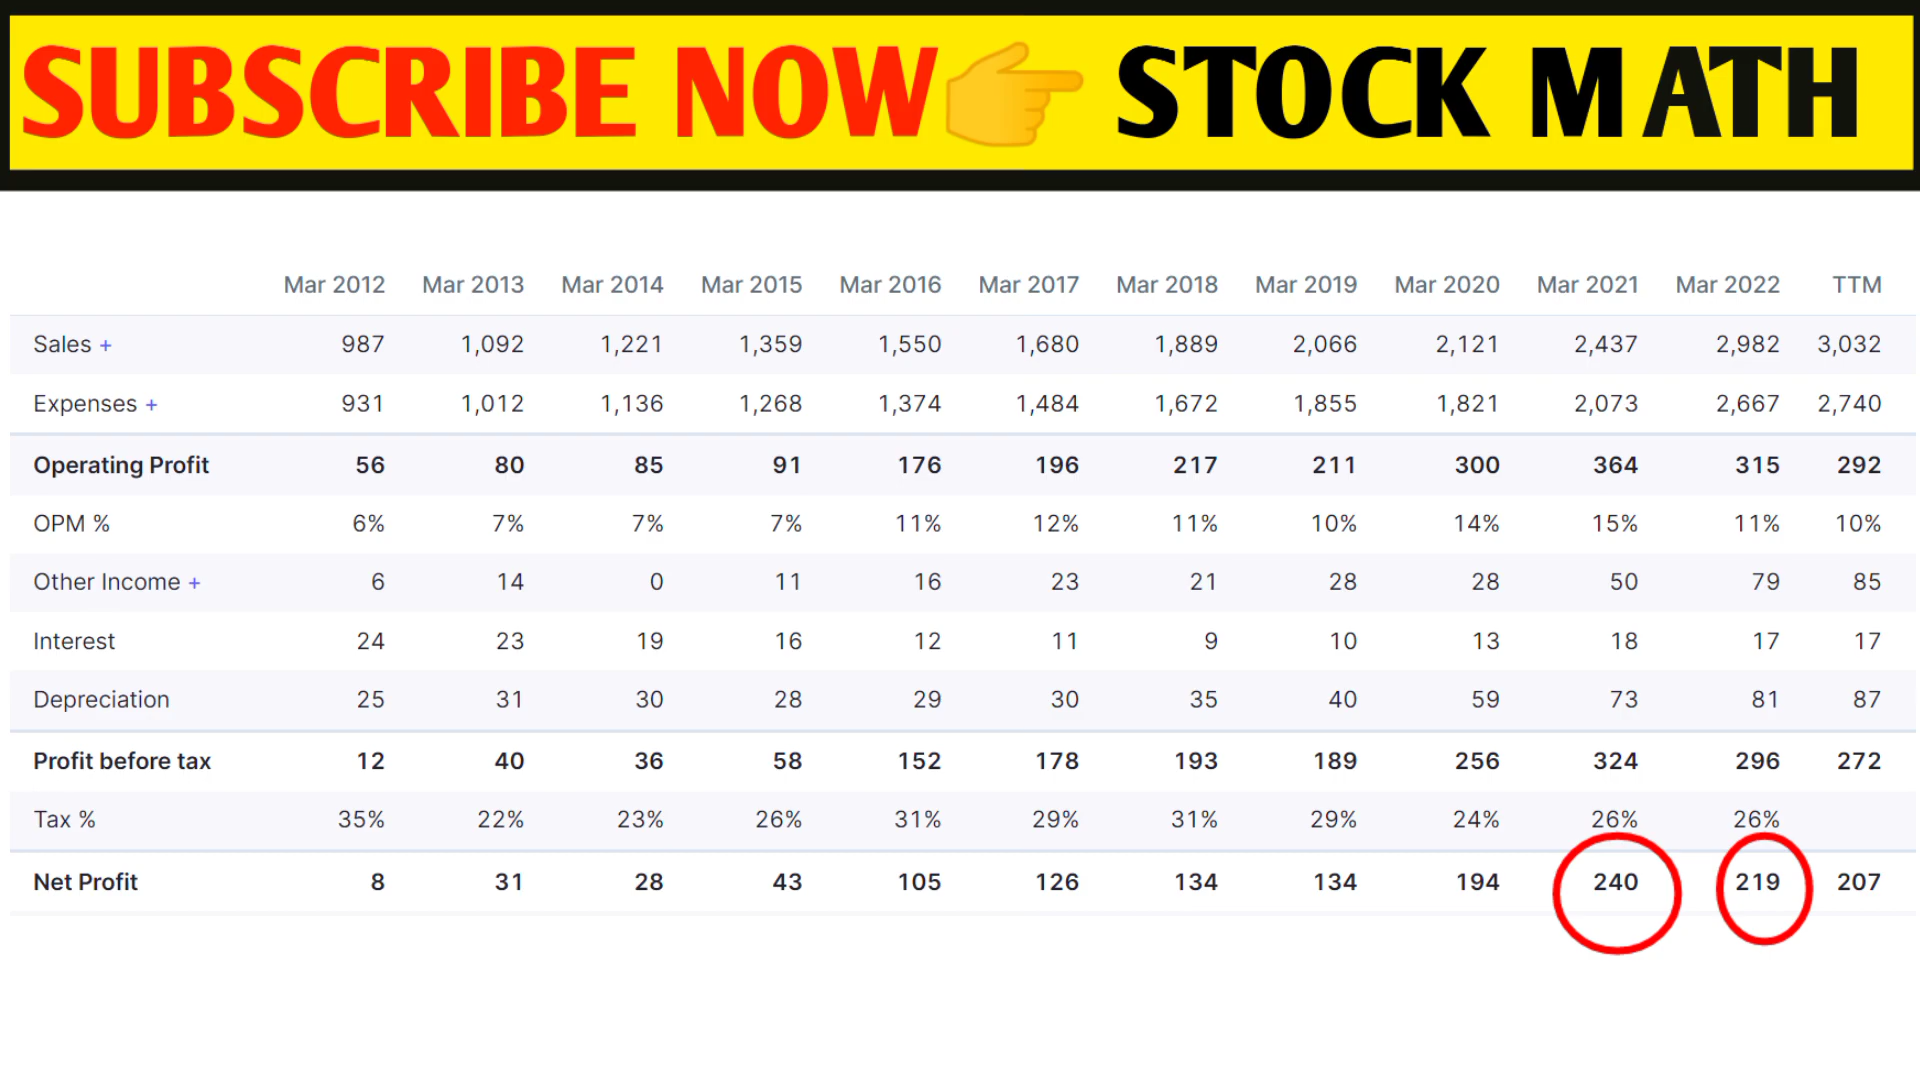 SUBSCRIBE NOW👉 STOCK MATH
Mar 2012 Mar 2013 Mar 2014 Mar 2015 Mar 2016 Mar 2017 Mar 2018 Mar 2019 Mar 2020 Mar 2021 Mar 2022 TTM
Sales + 987 1,092 1,221 1,359 1,550 1,680 1,889 2,066 2,121 2,437 2,982 3,032
Expenses + 931 1,012 1,136 1,268 1,374 1,484 1,672 1,855 1,821 2,073 2,667 2,740
Operating Profit 56 80 85 91 176 196 217 211 300 364 315 292
OPM % 6% 7% 7% 7% 11% 12% 11% 10% 14% 15% 11% 10%
Other Income + 6 14 0 11 16 23 21 28 28 50 79 85
Interest 24 23 19 16 12 11 9 10 13 18 17 17
Depreciation 25 31 30 28 29 30 35 40 59 73 81 87
Profit before tax 12 40 36 58 152 178 193 189 256 324 296 272
Tax % 35% 22% 23% 26% 31% 29% 31% 29% 24% 26% 26%
Net Profit 8 31 28 43 105 126 134 134 194 240 219 207